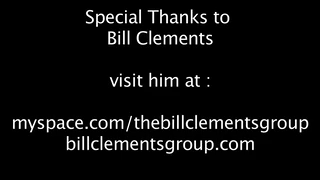 Special Thanks to
Bill Clements
visit him at :
myspace.com/thebillclementsgroup
billclementsgroup.com